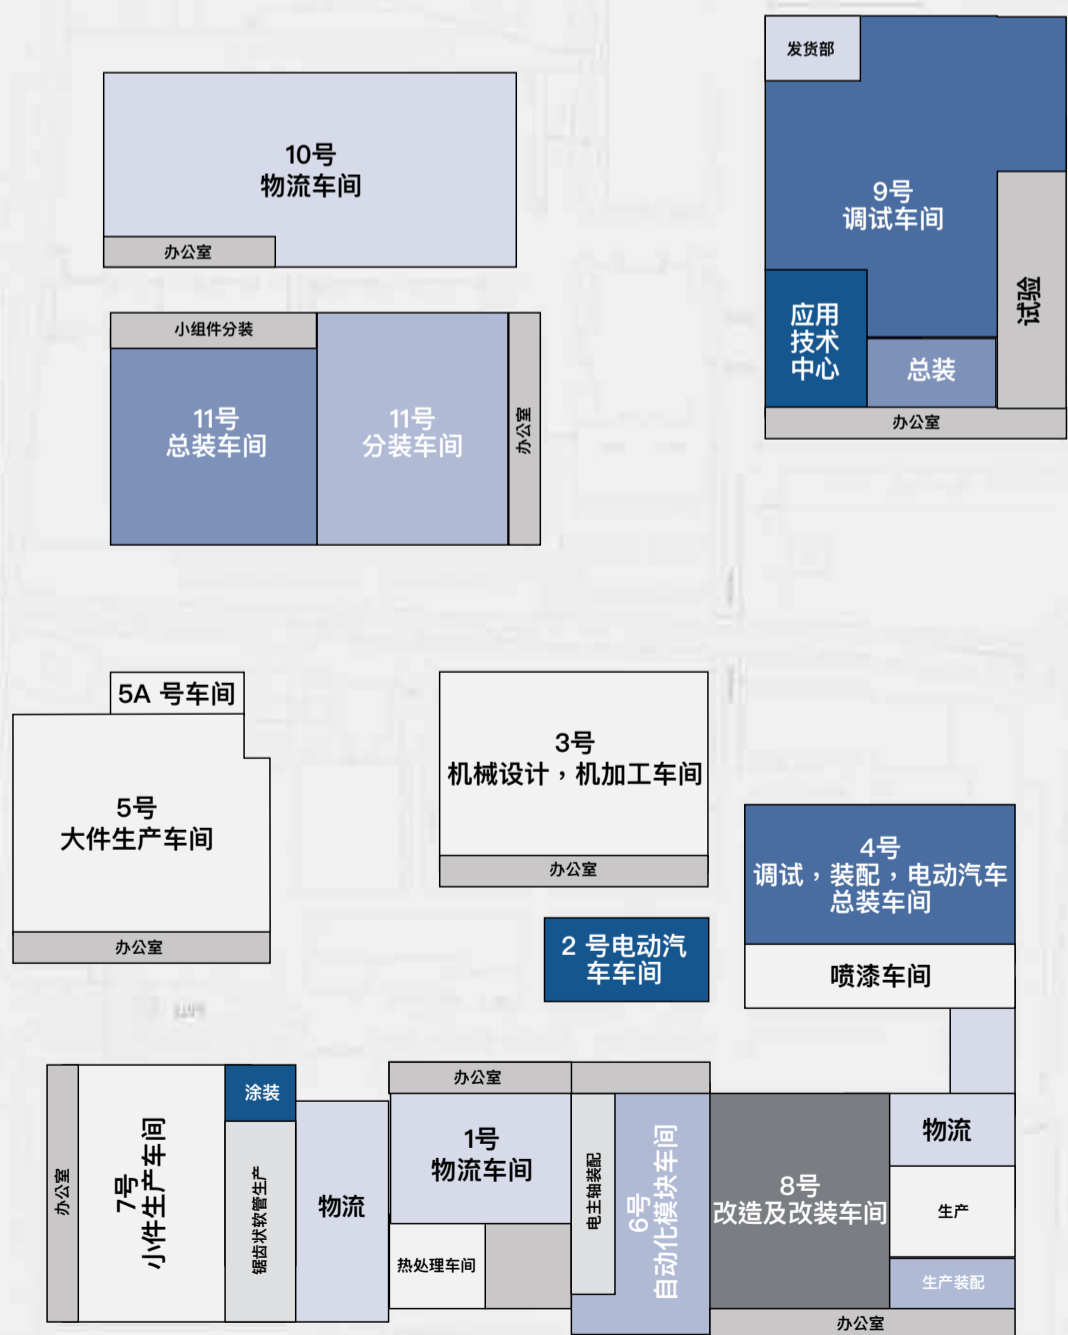 发货部
10号
物流车间
办公室
9号
调试车间
试验
应用
技术
中心
总装
办公室
小组件分装
11号
总装车间
11号
分装车间
办公室
5A 号车间
5号
大件生产车间
办公室
3号
机械设计，机加工车间
办公室
4号
调试，装配，电动汽车
总装车间
喷漆车间
2 号电动汽
车车间
办公室
7号
小件生产车间
涂装
锯齿状软管生产
物流
办公室
1号
物流车间
热处理车间
电主轴装配
6号
自动化模块车间
8号
改造及改装车间
物流
生产
生产装配
办公室